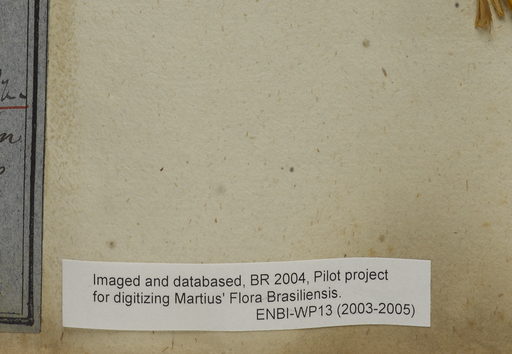 Imaged and databased, BR 2004, Pilot project
for digitizing Martius' Flora Brasiliensis.
ENBI-WP13 (2003-2005)